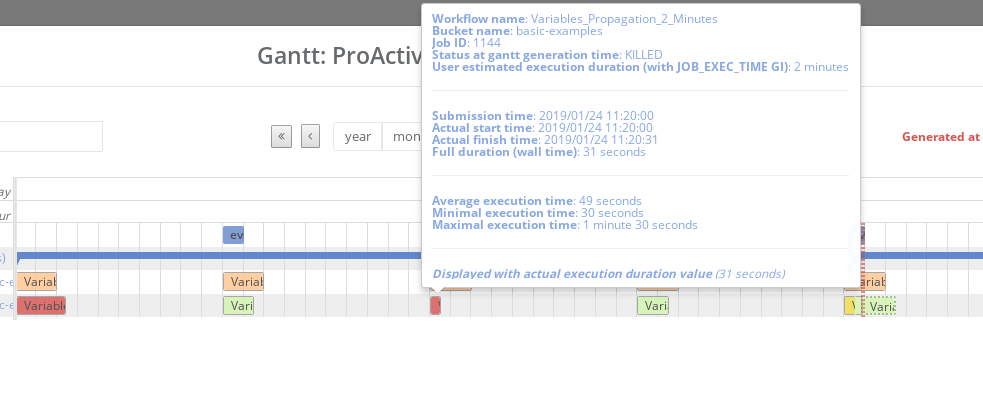 Workflow name: Variables_Propagation_2_Minutes
Bucket name: basic-examples
Job ID: 1144
Status at gantt generation time: KILLED
User estimated execution duration (with JOB_EXEC_TIME GI): 2 minutes
Submission time: 2019/01/24 11:20:00
Actual start time: 2019/01/24 11:20:00
Actual finish time: 2019/01/24 11:20:31
Full duration (wall time): 31 seconds
Average execution time: 49 seconds
Minimal execution time: 30 seconds
Maximal execution time: 1 minute 30 seconds
Displayed with actual execution duration value (31 seconds)
Gantt: ProActiv
« ‹ year mon
Generated at
ay
ur
ev
s)
c-e Variab Variab ariab
c-e Variable Vari V Vari V Varia